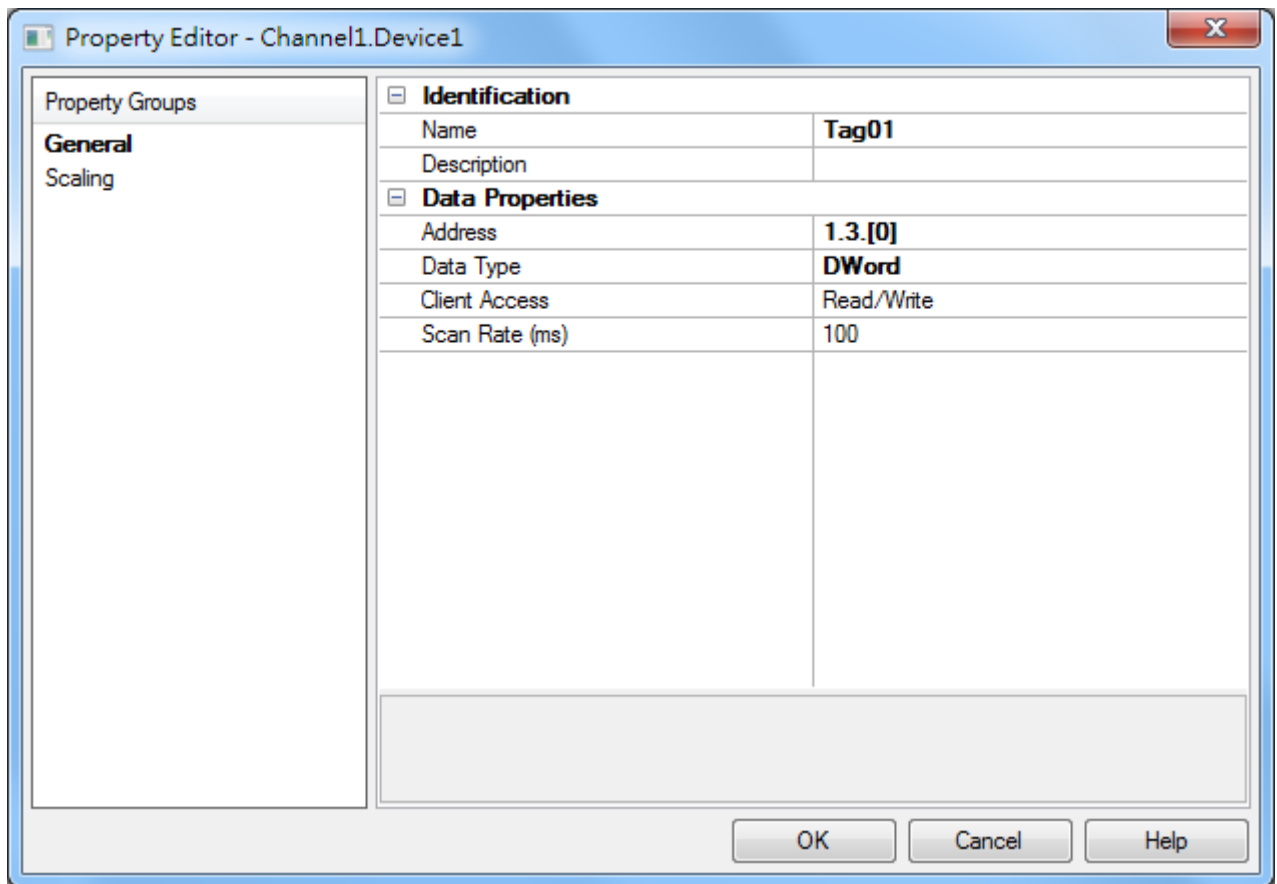 Property Editor - Channel1.Device1
Property Groups
General
Scaling
Identification
Name Tag01
Description
Data Properties
Address 1.3.[0]
Data Type DWord
Client Access Read/Write
Scan Rate (ms) 100
OK Cancel Help